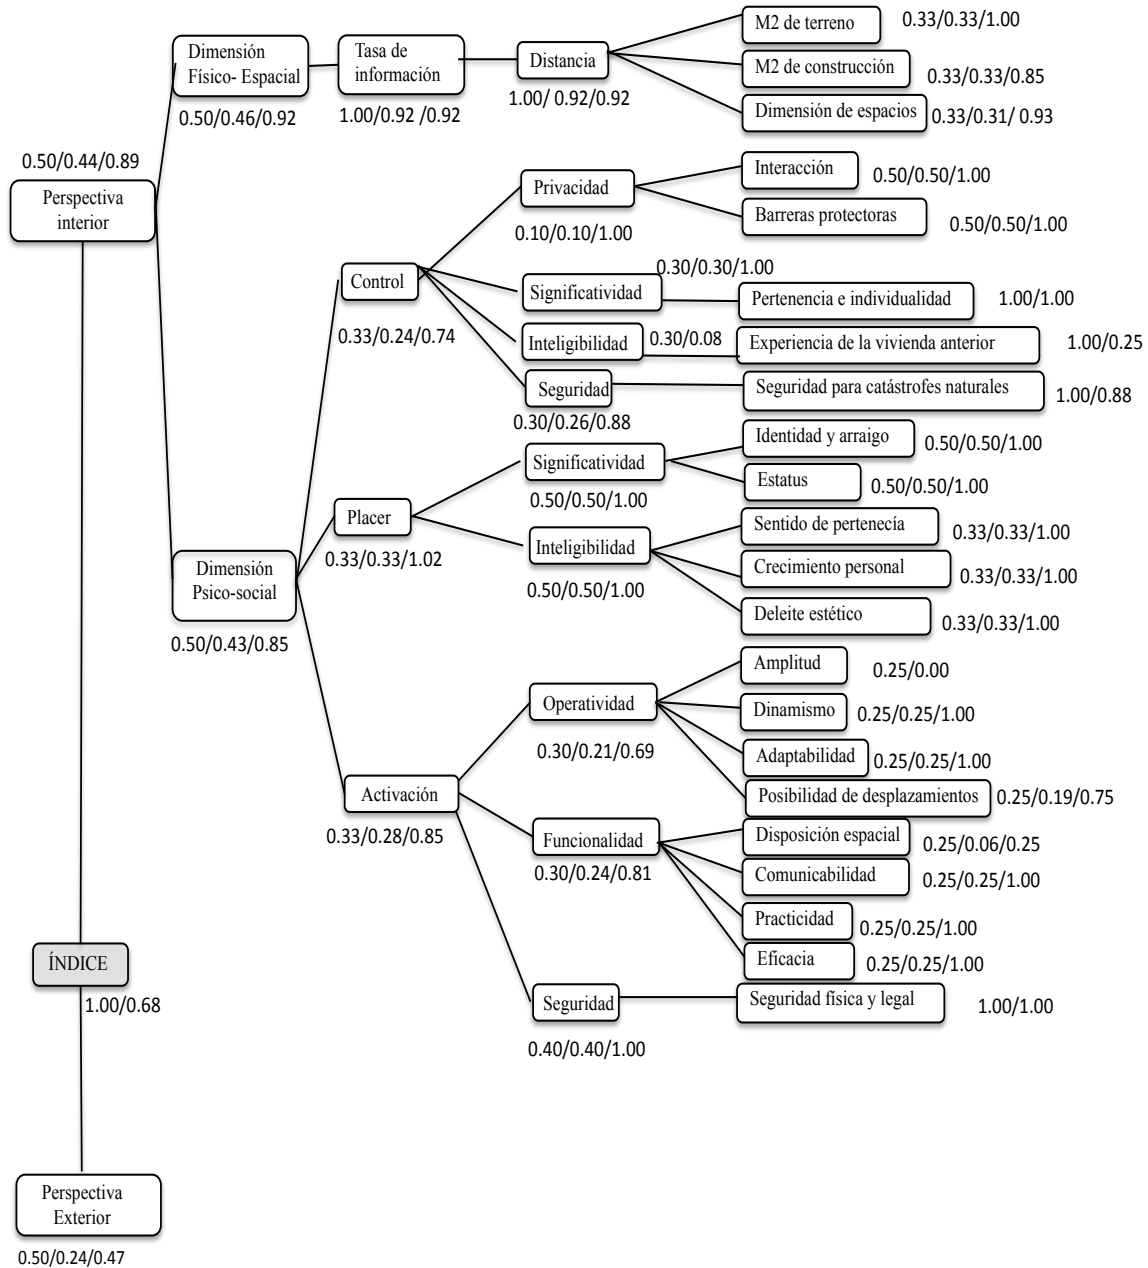 M2 de terreno
0.33/0.33/1.00
Dimensión
Físico- Espacial
0.50/0.46/0.92
Tasa de
información
1.00/0.92 /0.92
Distancia
1.00/ 0.92/0.92
M2 de construcción
0.33/0.33/0.85
Dimensión de espacios
0.33/0.31/ 0.93
0.50/0.44/0.89
Perspectiva
interior
Privacidad
0.10/0.10/1.00
Interacción
0.50/0.50/1.00
Barreras protectoras
0.50/0.50/1.00
Control
0.33/0.24/0.74
0.30/0.30/1.00
Significatividad
Pertenencia e individualidad
1.00/1.00
Inteligibilidad
0.30/0.08
Experiencia de la vivienda anterior
1.00/0.25
Seguridad
0.30/0.26/0.88
Seguridad para catástrofes naturales
1.00/0.88
Significatividad
0.50/0.50/1.00
Identidad y arraigo
0.50/0.50/1.00
Estatus
0.50/0.50/1.00
Placer
0.33/0.33/1.02
Inteligibilidad
0.50/0.50/1.00
Sentido de pertenecía
0.33/0.33/1.00
Crecimiento personal
0.33/0.33/1.00
Deleite estético
0.33/0.33/1.00
Dimensión
Psico-social
0.50/0.43/0.85
Operatividad
0.30/0.21/0.69
Amplitud
0.25/0.00
Dinamismo
0.25/0.25/1.00
Adaptabilidad
0.25/0.25/1.00
Posibilidad de desplazamientos
0.25/0.19/0.75
Activación
0.33/0.28/0.85
Funcionalidad
0.30/0.24/0.81
Disposición espacial
0.25/0.06/0.25
Comunicabilidad
0.25/0.25/1.00
Practicidad
0.25/0.25/1.00
Eficacia
0.25/0.25/1.00
Seguridad
0.40/0.40/1.00
Seguridad física y legal
1.00/1.00
ÍNDICE
1.00/0.68
Perspectiva
Exterior
0.50/0.24/0.47